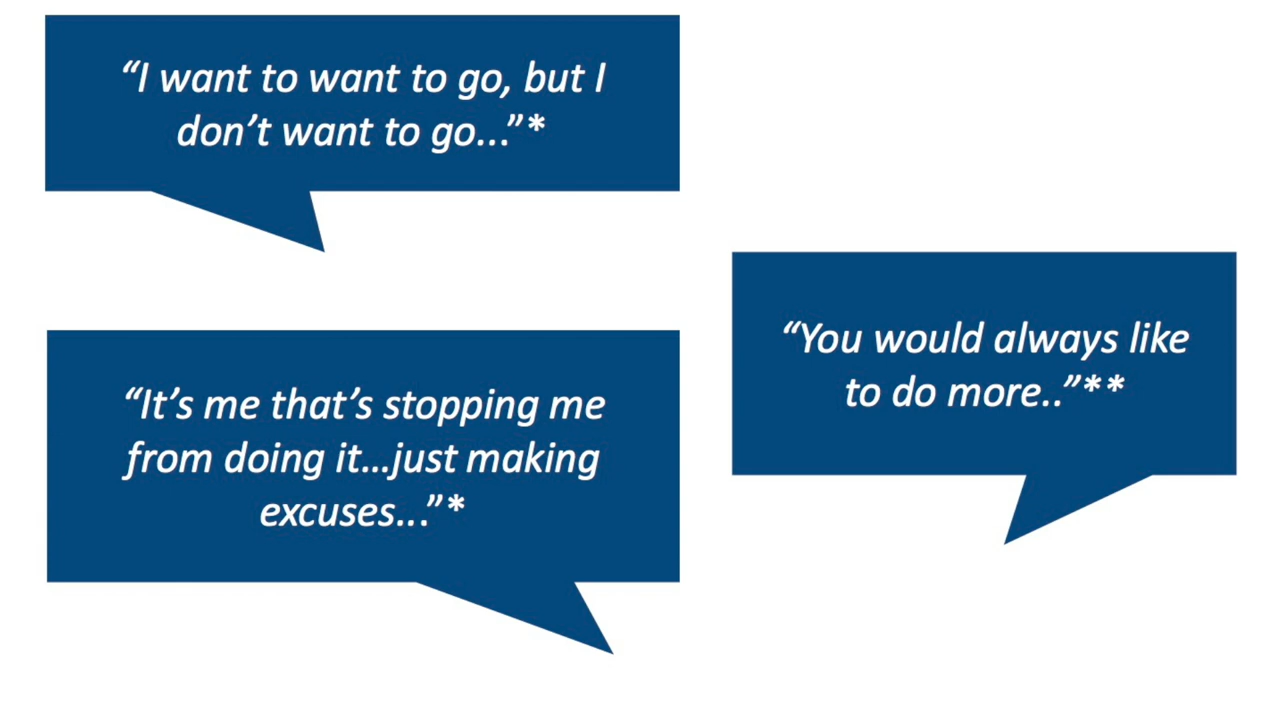 “I want to want to go, but I
don’t want to go...”*
“It’s me that’s stopping me
from doing it...just making
excuses...”*
“You would always like
to do more..”**